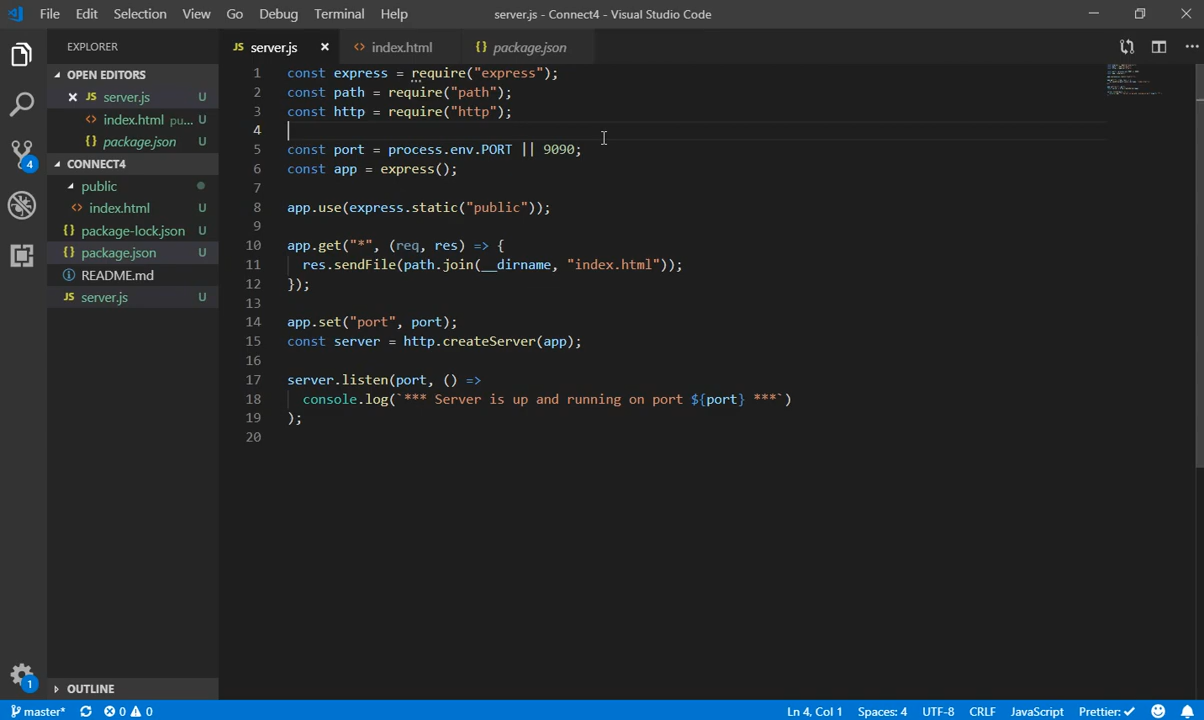 File Edit Selection View Go Debug Terminal Help server.js - Connect4 - Visual Studio Code
EXPLORER
OPEN EDITORS
JS server.js U
<> index.html pu... U
{} package.json U
CONNECT4
public
<> index.html U
{} package-lock.json U
{} package.json U
README.md
JS server.js U
OUTLINE
4
1
JS server.js <> index.html {} package.json
1 const express = require("express");
2 const path = require("path");
3 const http = require("http");
4
5 const port = process.env.PORT || 9090;
6 const app = express();
7
8 app.use(express.static("public"));
9
10 app.get("*", (req, res) => {
11 res.sendFile(path.join(__dirname, "index.html"));
12 });
13
14 app.set("port", port);
15 const server = http.createServer(app);
16
17 server.listen(port, () =>
18 console.log(`*** Server is up and running on port ${port} ***`)
19 );
20
master* 0 0 Ln 4, Col 1 Spaces: 4 UTF-8 CRLF JavaScript Prettier: ✓